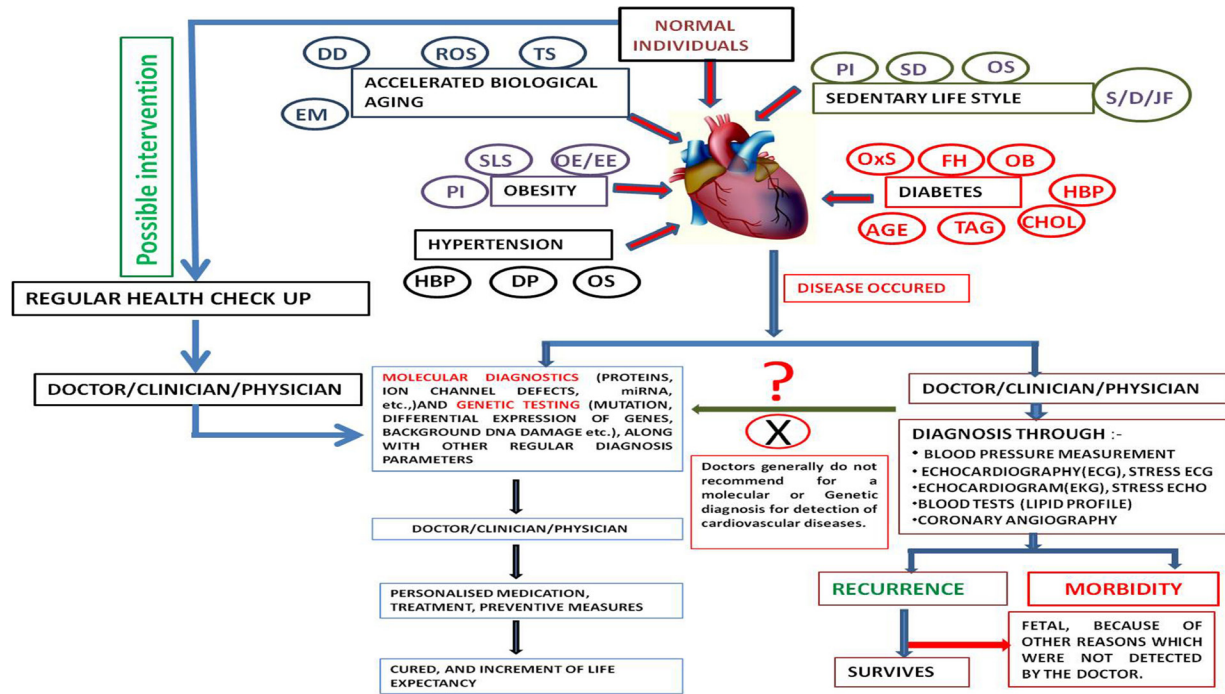 NORMAL
INDIVIDUALS
Possible intervention
DD
ROS
TS
ACCELERATED BIOLOGICAL
AGING
EM
PI
SD
OS
SEDENTARY LIFE STYLE
S/D/JF
SLS
OE/EE
PI
OBESITY
OxS
FH
OB
DIABETES
HBP
AGE
TAG
CHOL
HYPERTENSION
HBP
DP
OS
REGULAR HEALTH CHECK UP
DISEASE OCCURED
DOCTOR/CLINICIAN/PHYSICIAN
MOLECULAR DIAGNOSTICS (PROTEINS,
ION CHANNEL DEFECTS, miRNA,
etc.,)AND GENETIC TESTING (MUTATION,
DIFFERENTIAL EXPRESSION OF GENES,
BACKGROUND DNA DAMAGE etc.), ALONG
WITH OTHER REGULAR DIAGNOSIS
PARAMETERS
?
X
Doctors generally do not
recommend for a
molecular or Genetic
diagnosis for detection of
cardiovascular diseases.
DOCTOR/CLINICIAN/PHYSICIAN
DIAGNOSIS THROUGH :-
• BLOOD PRESSURE MEASUREMENT
• ECHOCARDIOGRAPHY(ECG), STRESS ECG
•ECHOCARDIOGRAM(EKG), STRESS ECHO
•BLOOD TESTS (LIPID PROFILE)
•CORONARY ANGIOGRAPHY
DOCTOR/CLINICIAN/PHYSICIAN
PERSONALISED MEDICATION,
TREATMENT, PREVENTIVE MEASURES
CURED, AND INCREMENT OF LIFE
EXPECTANCY
RECURRENCE
MORBIDITY
SURVIVES
FETAL, BECAUSE OF
OTHER REASONS WHICH
WERE NOT DETECTED
BY THE DOCTOR.